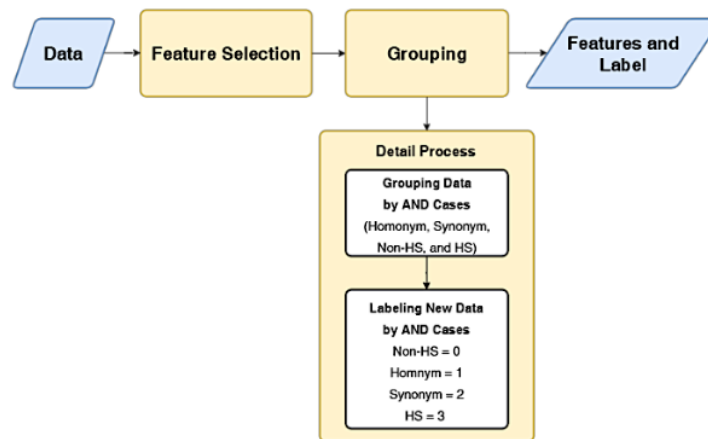 Data
Feature Selection
Grouping
Features and
Label
Detail Process
Grouping Data
by AND Cases
(Homonym, Synonym,
Non-HS, and HS)
Labeling New Data
by AND Cases
Non-HS = 0
Homnym = 1
Synonym = 2
HS = 3